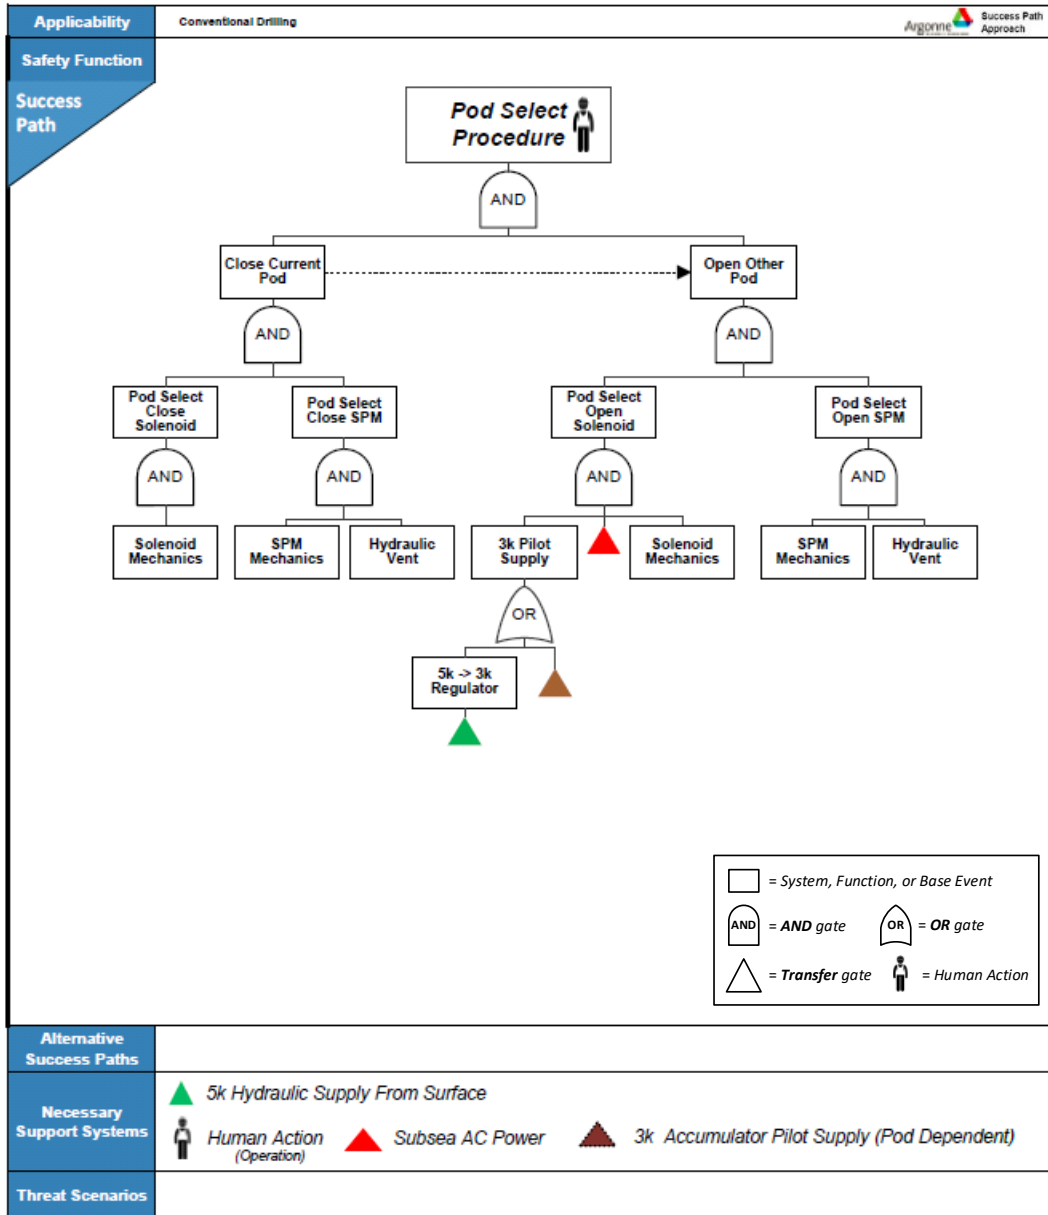 Applicability
Conventional Drilling
Argonne
Success Path
Approach
Safety Function
Success
Path
Pod Select
Procedure
AND
Close Current
Pod
Open Other
Pod
AND
AND
Pod Select
Close
Solenoid
Pod Select
Close SPM
Pod Select
Open
Solenoid
Pod Select
Open SPM
AND
AND
AND
AND
Solenoid
Mechanics
SPM
Mechanics
Hydraulic
Vent
3k Pilot
Supply
Solenoid
Mechanics
SPM
Mechanics
Hydraulic
Vent
OR
5k -> 3k
Regulator
= System, Function, or Base Event
AND = AND gate
OR = OR gate
= Transfer gate
= Human Action
Alternative
Success Paths
Necessary
Support Systems
5k Hydraulic Supply From Surface
Human Action
(Operation)
Subsea AC Power
3k Accumulator Pilot Supply (Pod Dependent)
Threat Scenarios